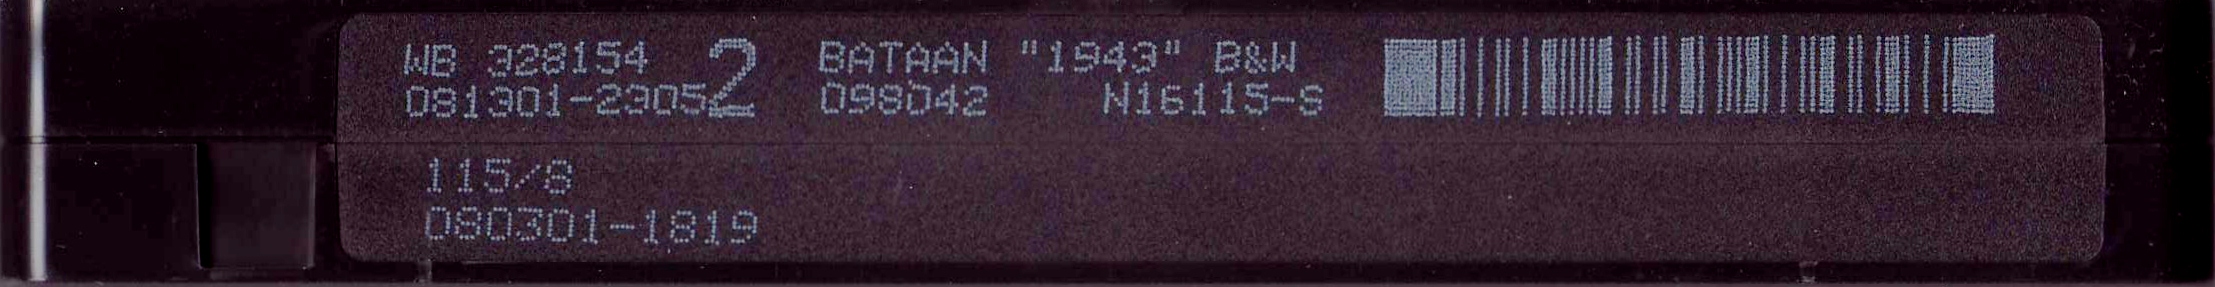 WB 328154 2 BATAAN "1943" B&W
081301-2305 098042 N16115-S
115/8
080301-1819